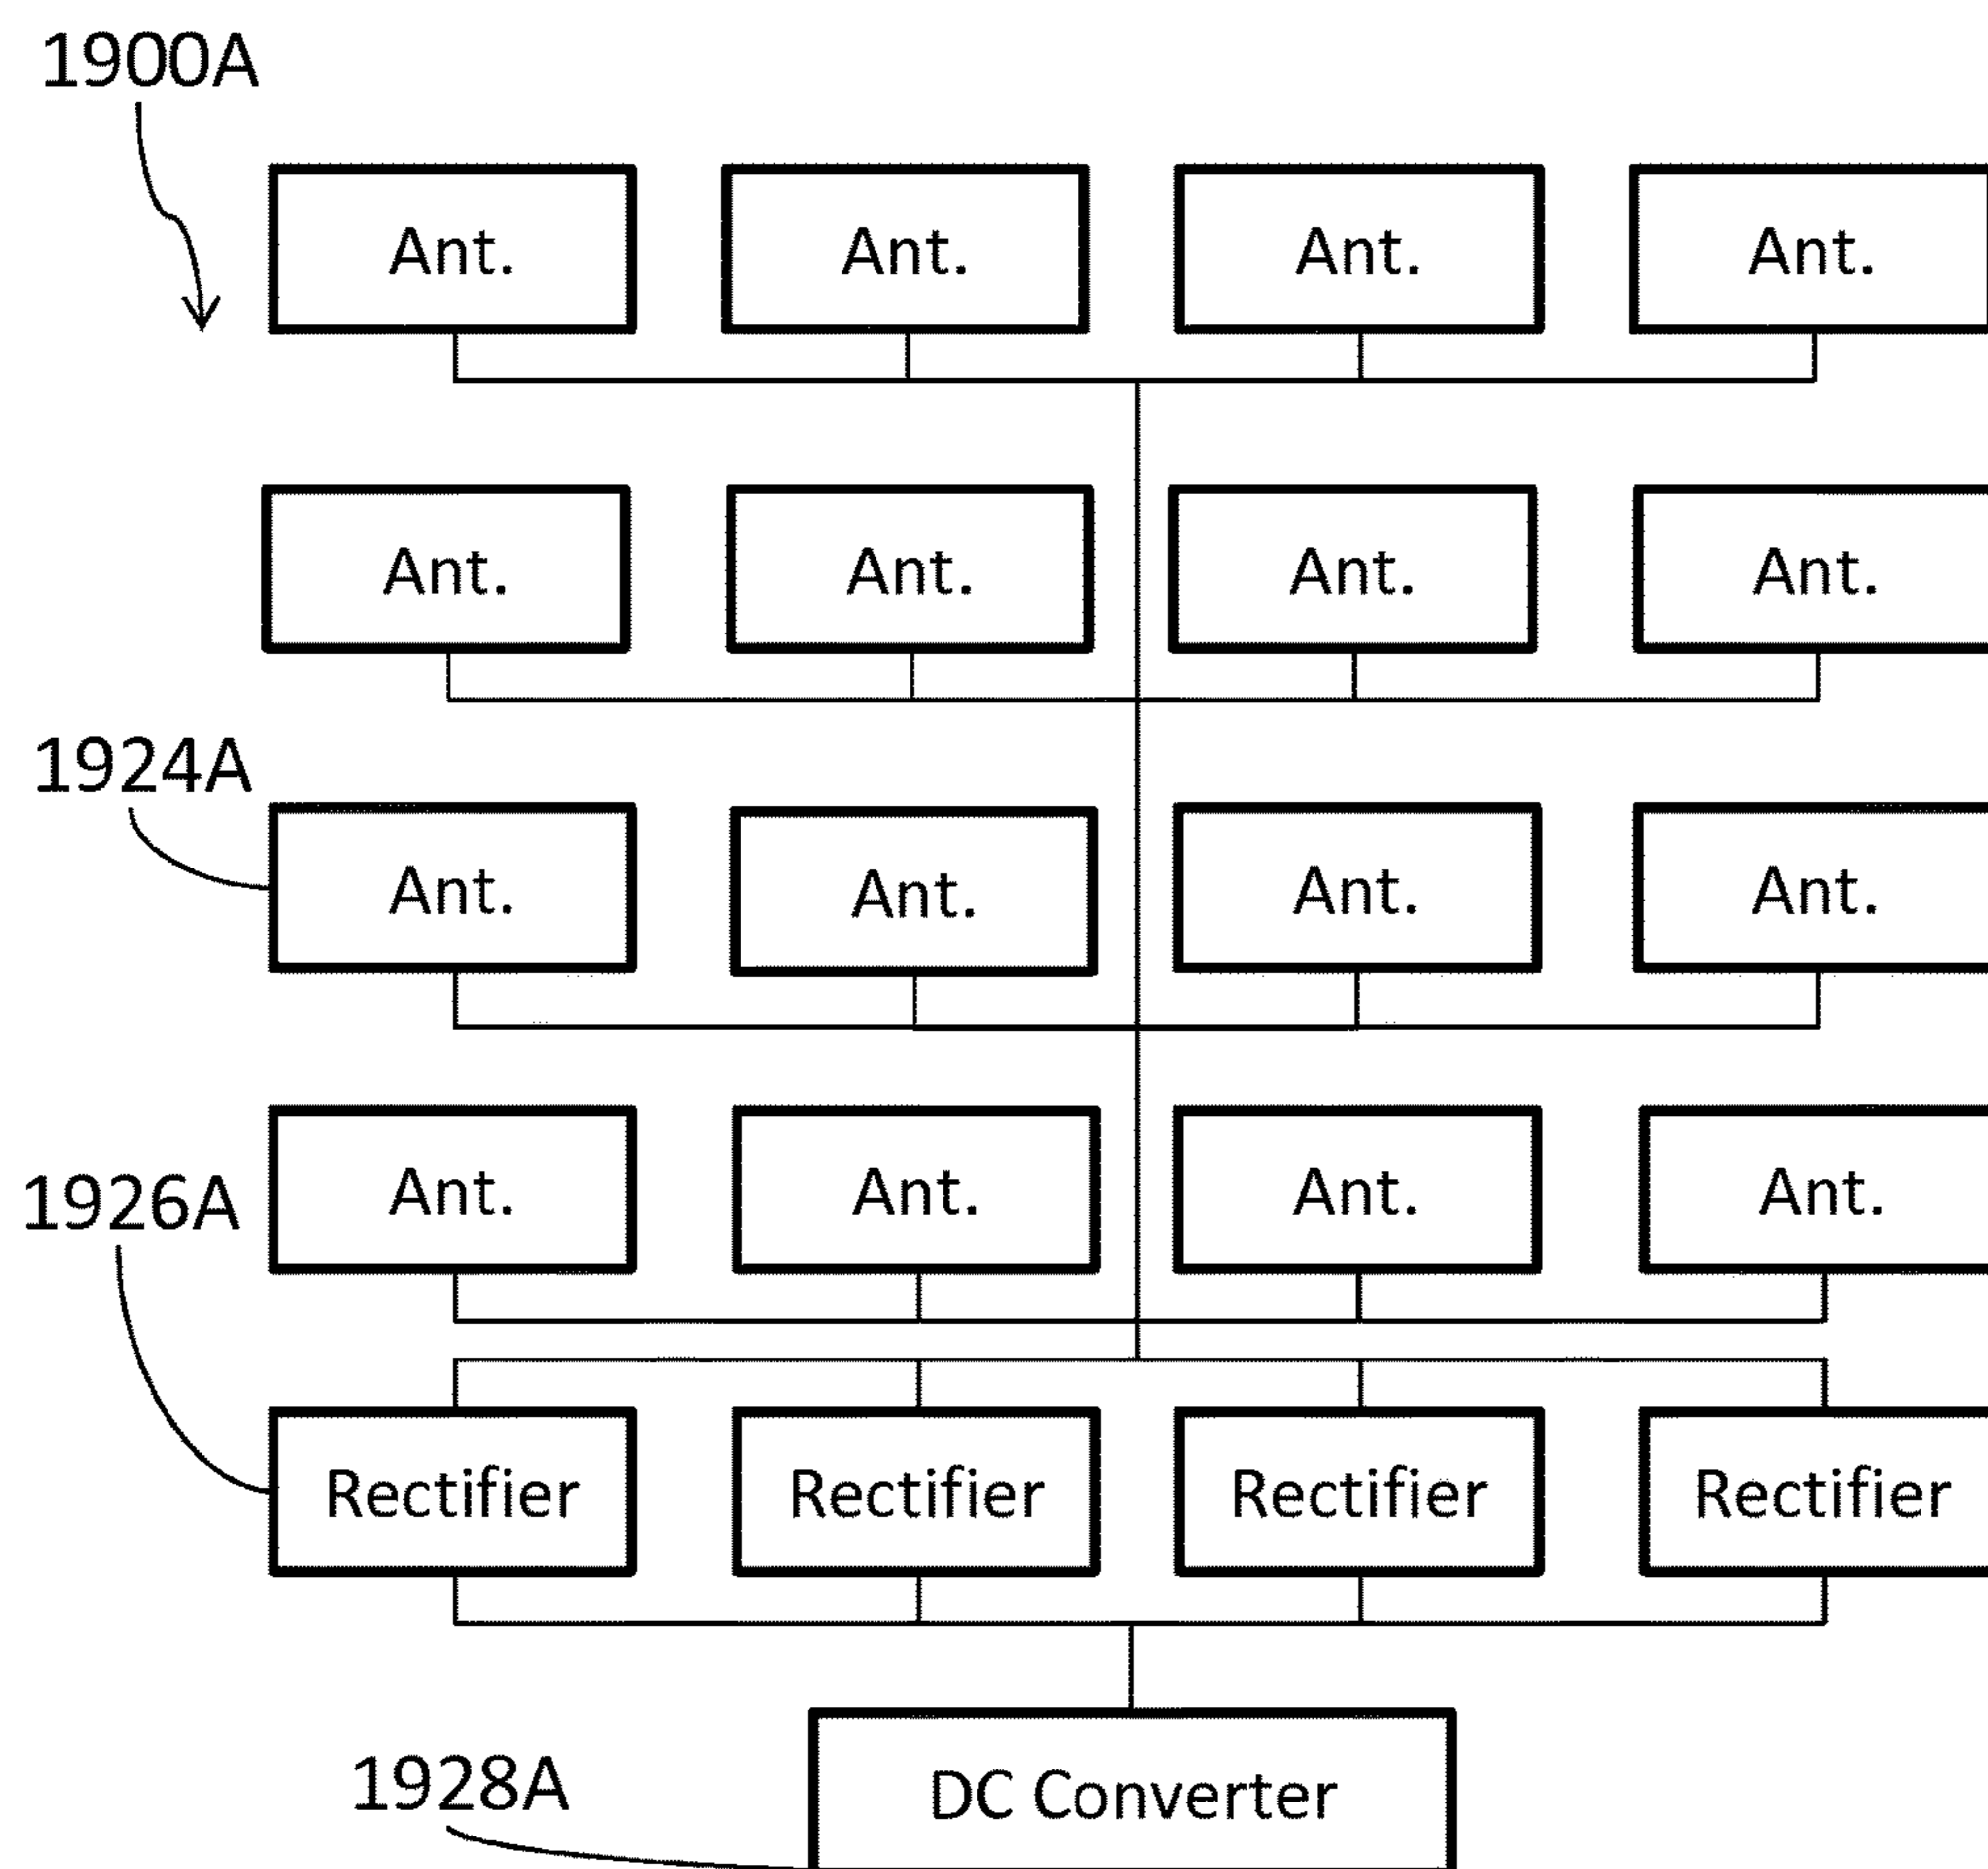 1900A
Ant. Ant. Ant. Ant.
Ant. Ant. Ant. Ant.
1924A
Ant. Ant. Ant. Ant.
1926A
Ant. Ant. Ant. Ant.
Rectifier Rectifier Rectifier Rectifier
1928A
DC Converter